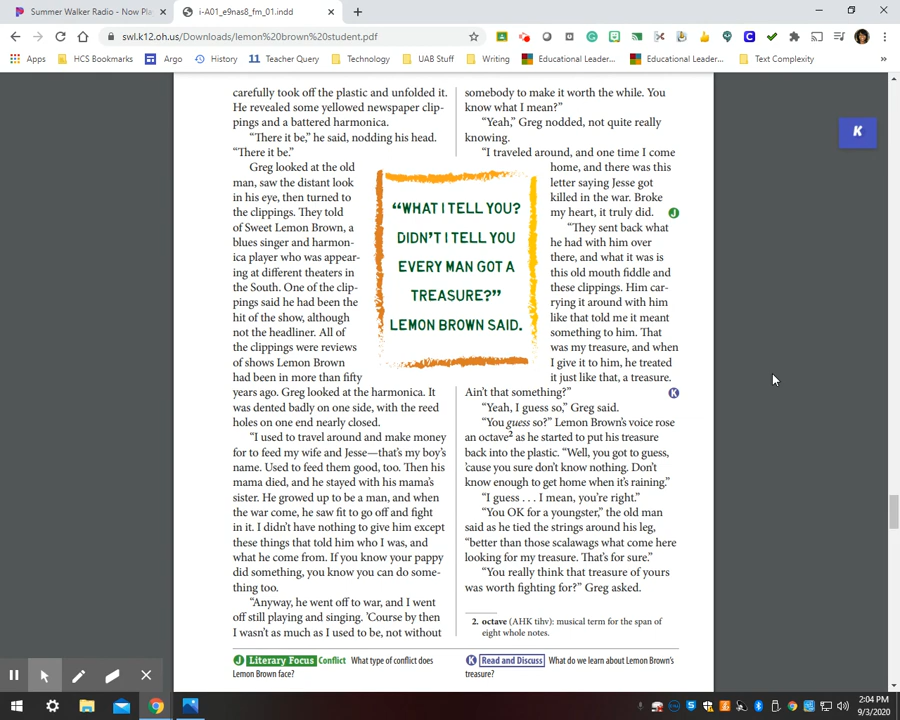 Summer Walker Radio - Now Pla
i-A01_e9nas8_fm_01.indd
swl.k12.oh.us/Downloads/lemon%20brown%20student.pdf
Apps
HCS Bookmarks
Argo
History
11 Teacher Query
Technology
UAB Stuff
Writing
Educational Leader...
Educational Leader...
Text Complexity
carefully took off the plastic and unfolded it.
He revealed some yellowed newspaper clip-
pings and a battered harmonica.
“There it be,” he said, nodding his head.
“There it be.”
Greg looked at the old
man, saw the distant look
in his eye, then turned to
the clippings. They told
of Sweet Lemon Brown, a
blues singer and harmon-
ica player who was appear-
ing at different theaters in
the South. One of the clip-
pings said he had been the
hit of the show, although
not the headliner. All of
the clippings were reviews
of shows Lemon Brown
had been in more than fifty
years ago. Greg looked at the harmonica. It
was dented badly on one side, with the reed
holes on one end nearly closed.
“I used to travel around and make money
for to feed my wife and Jesse—that’s my boy’s
name. Used to feed them good, too. Then his
mama died, and he stayed with his mama’s
sister. He growed up to be a man, and when
the war come, he saw fit to go off and fight
in it. I didn’t have nothing to give him except
these things that told him who I was, and
what he come from. If you know your pappy
did something, you know you can do some-
thing too.
“Anyway, he went off to war, and I went
off still playing and singing. ’Course by then
I wasn’t as much as I used to be, not without
“WHAT I TELL YOU?
DIDN’T I TELL YOU
EVERY MAN GOT A
TREASURE?”
LEMON BROWN SAID.
somebody to make it worth the while. You
know what I mean?”
“Yeah,” Greg nodded, not quite really
knowing.
“I traveled around, and one time I come
home, and there was this
letter saying Jesse got
killed in the war. Broke
my heart, it truly did. J
“They sent back what
he had with him over
there, and what it was is
this old mouth fiddle and
these clippings. Him car-
rying it around with him
like that told me it meant
something to him. That
was my treasure, and when
I give it to him, he treated
it just like that, a treasure.
Ain’t that something?” K
“Yeah, I guess so,” Greg said.
“You guess so?” Lemon Brown’s voice rose
an octave2 as he started to put his treasure
back into the plastic. “Well, you got to guess,
’cause you sure don’t know nothing. Don’t
know enough to get home when it’s raining.”
“I guess . . . I mean, you’re right.”
“You OK for a youngster,” the old man
said as he tied the strings around his leg,
“better than those scalawags what come here
looking for my treasure. That’s for sure.”
“You really think that treasure of yours
was worth fighting for?” Greg asked.
2. octave (AHK tihv): musical term for the span of
eight whole notes.
J Literary Focus Conflict What type of conflict does
Lemon Brown face?
K Read and Discuss What do we learn about Lemon Brown’s
treasure?
K
2:04 PM
9/3/2020